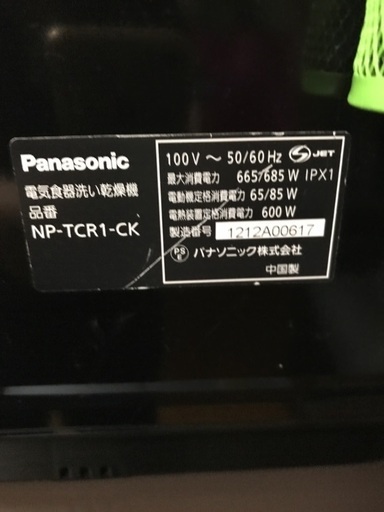 Panasonic
電気食器洗い乾燥機
品番
NP-TCR1-CK
100V～50/60Hz S JET
最大消費電力 665/685W IPX1
電動機定格消費電力 65/85W
電熱装置定格消費電力 600W
製造番号 1212A00617
PS E パナソニック株式会社
中国製